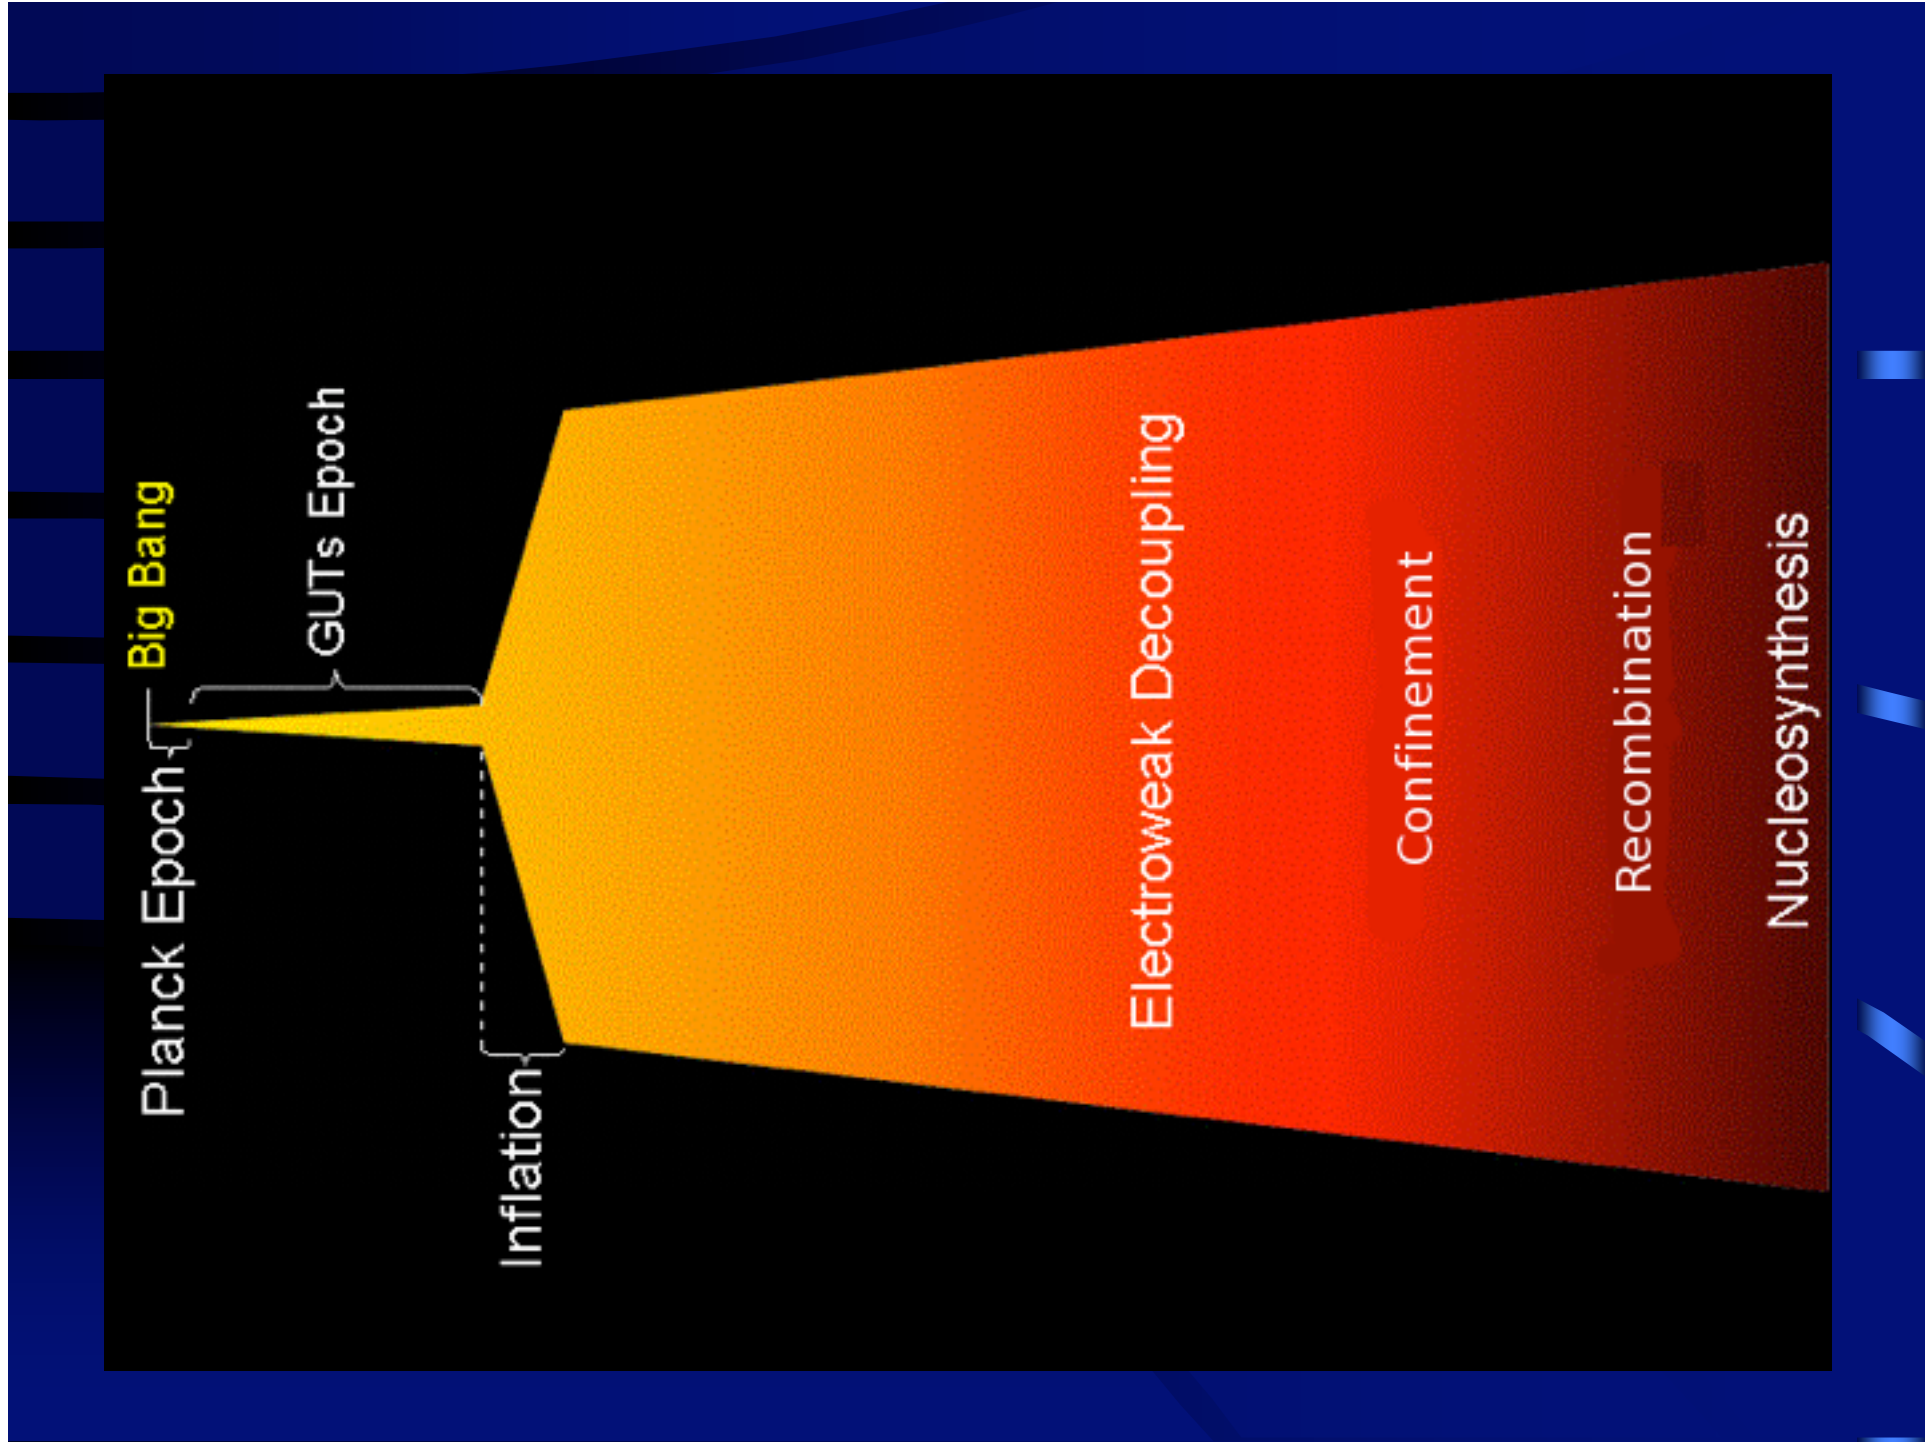 Big Bang
Planck Epoch
GUTs Epoch
Inflation
Electroweak Decoupling
Confinement
Recombination
Nucleosynthesis